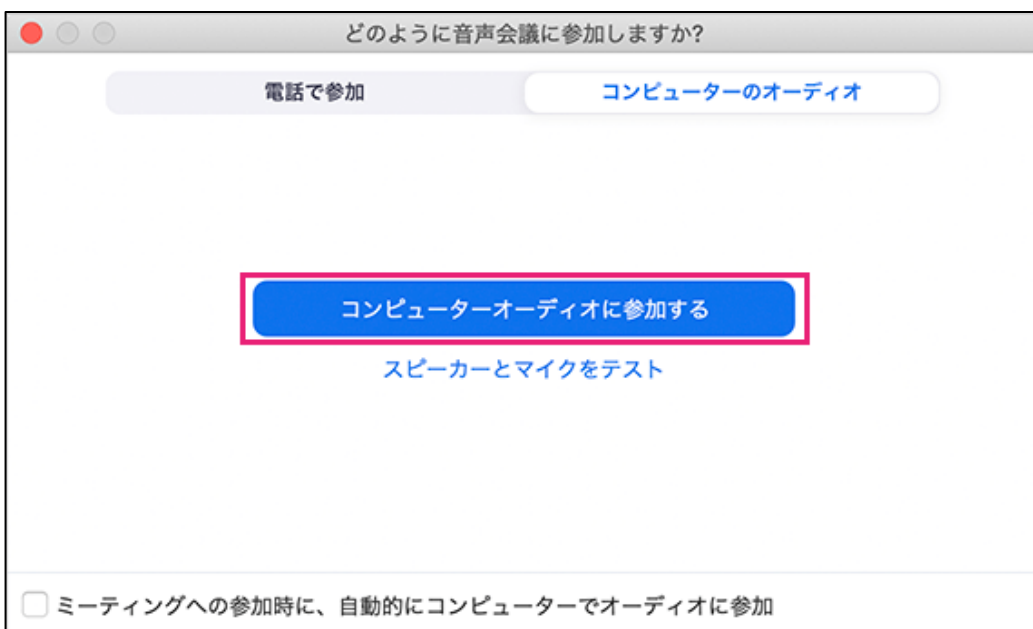 どのように音声会議に参加しますか?
電話で参加
コンピューターのオーディオ
コンピューターオーディオに参加する
スピーカーとマイクをテスト
ミーティングへの参加時に、自動的にコンピューターでオーディオに参加